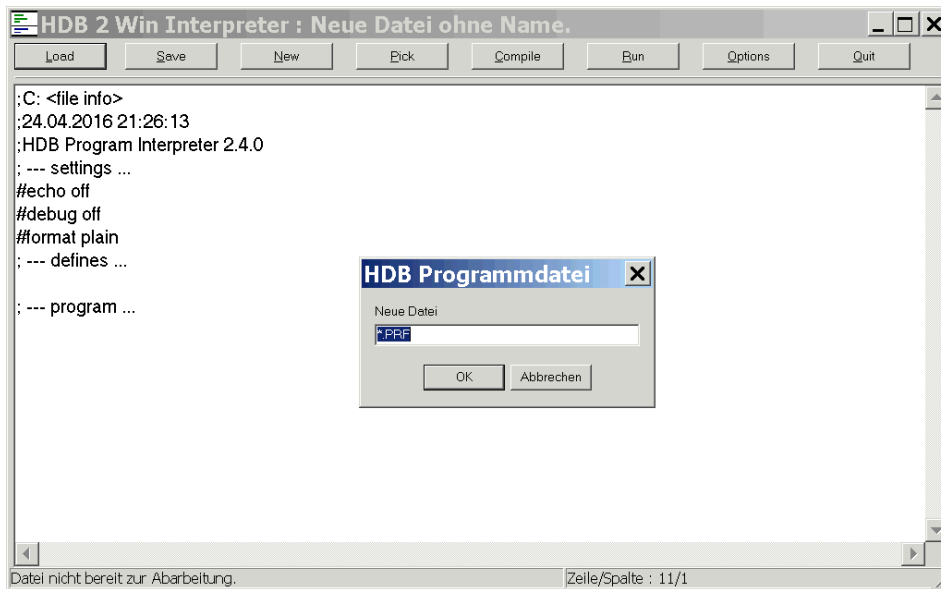 HDB 2 Win Interpreter : Neue Datei ohne Name.
Load Save New Pick Compile Run Options Quit
;C: <file info>
;24.04.2016 21:26:13
;HDB Program Interpreter 2.4.0
; --- settings ...
#echo off
#debug off
#format plain
; --- defines ...
; --- program ...
HDB Programmdatei
Neue Datei
*.PRF
OK Abbrechen
Datei nicht bereit zur Abarbeitung. Zeile/Spalte : 11/1